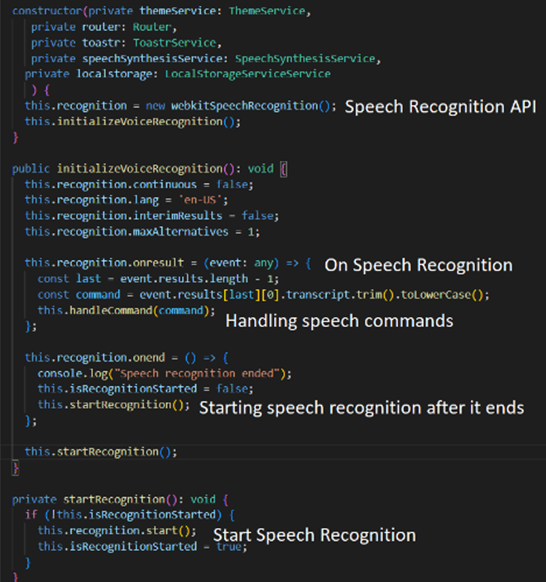 constructor(private themeService: ThemeService,
private router: Router,
private toastr: ToastrService,
private speechSynthesisService: SpeechSynthesisService,
private localstorage: LocalStorageServiceService
) {
this.recognition = new webkitSpeechRecognition(); Speech Recognition API
this.initializeVoiceRecognition();
}
public initializeVoiceRecognition(): void {
this.recognition.continuous = false;
this.recognition.lang = 'en-US';
this.recognition.interimResults = false;
this.recognition.maxAlternatives = 1;
this.recognition.onresult = (event: any) => { On Speech Recognition
const last = event.results.length - 1;
const command = event.results[last][0].transcript.trim().toLowerCase();
this.handleCommand(command);
Handling speech commands
};
this.recognition.onend = () => {
console.log("Speech recognition ended");
this.isRecognitionStarted = false;
this.startRecognition(); Starting speech recognition after it ends
};
this.startRecognition();
}
private startRecognition(): void {
if (!this.isRecognitionStarted) {
this.recognition.start(); Start Speech Recognition
this.isRecognitionStarted = true;
}
}